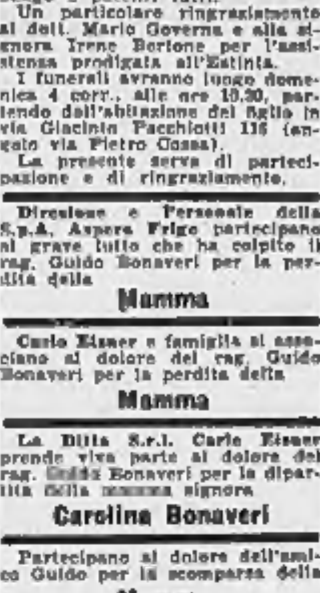 Un particolare ringraziamento
al dott. Mario Governa e alla si-
gnora Irene Bertone per l'assi-
stenza prodigata all'Estinta.
I funerali avranno luogo dome-
nica 4 corr., alle ore 10,30, par-
tendo dall'abitazione del figlio in
via Giacinto Pacchiotti 116 (an-
golo via Pietro Cossa).
La presente serve di parteci-
pazione e di ringraziamento.
Direzione e Personale della
S.p.A. Aspera Frigo partecipano
al grave lutto che ha colpito il
rag. Guido Bonaveri per la per-
dita della
Mamma
Carlo Eisner e famiglia si asso-
ciano al dolore del rag. Guido
Bonaveri per la perdita della
Mamma
La Ditta S.r.l. Carlo Eisner
prende viva parte al dolore del
rag. Guido Bonaveri per la dipar-
tita della mamma signora
Carolina Bonaveri
Partecipano al dolore dell'ami-
co Guido per la scomparsa della